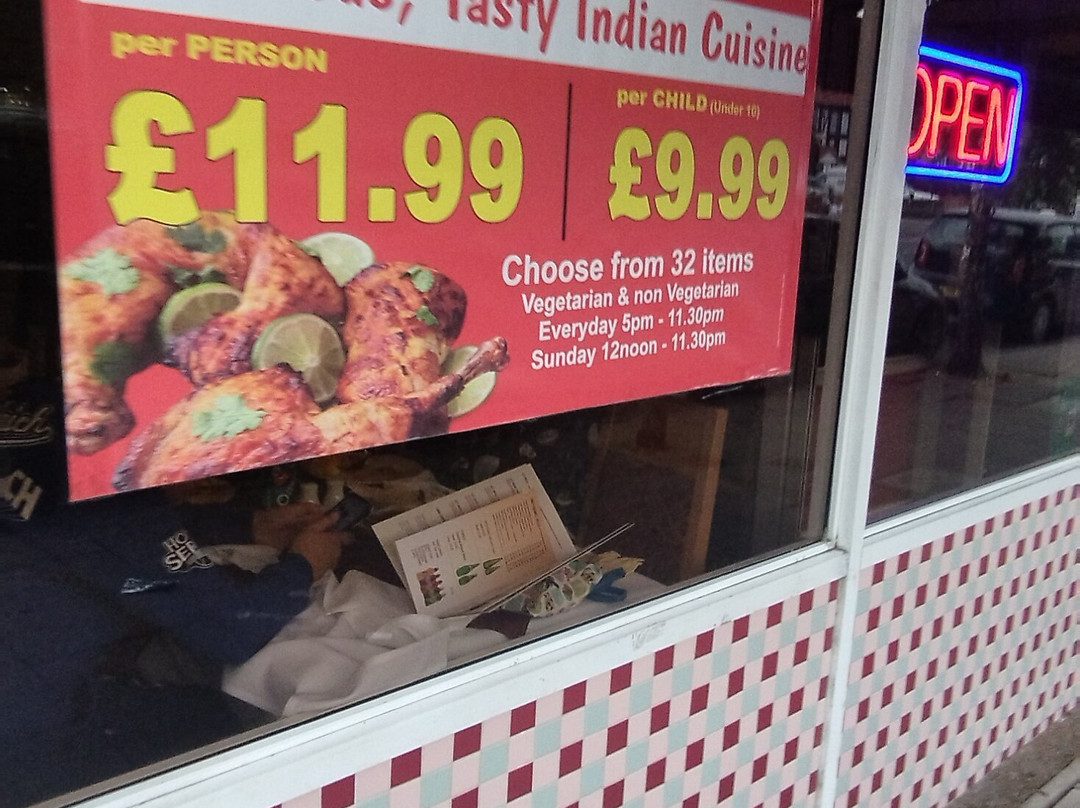 Tasty Indian Cuisine
per PERSON
£11.99
per CHILD (Under 10)
£9.99
Choose from 32 items
Vegetarian & non Vegetarian
Everyday 5pm - 11.30pm
Sunday 12noon - 11.30pm
OPEN